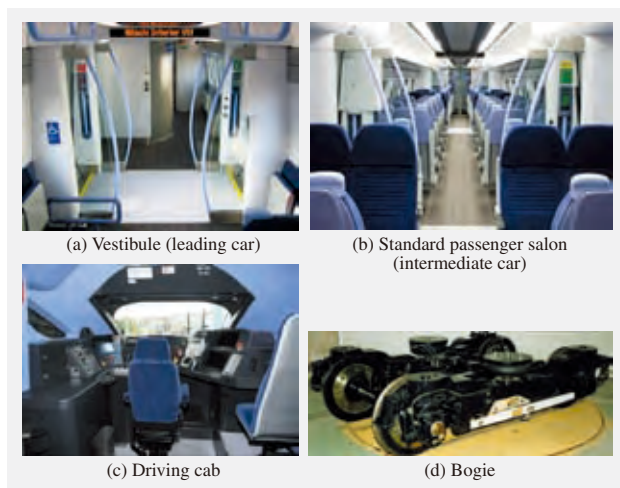 (a) Vestibule (leading car)
(b) Standard passenger salon
(intermediate car)
(c) Driving cab
(d) Bogie